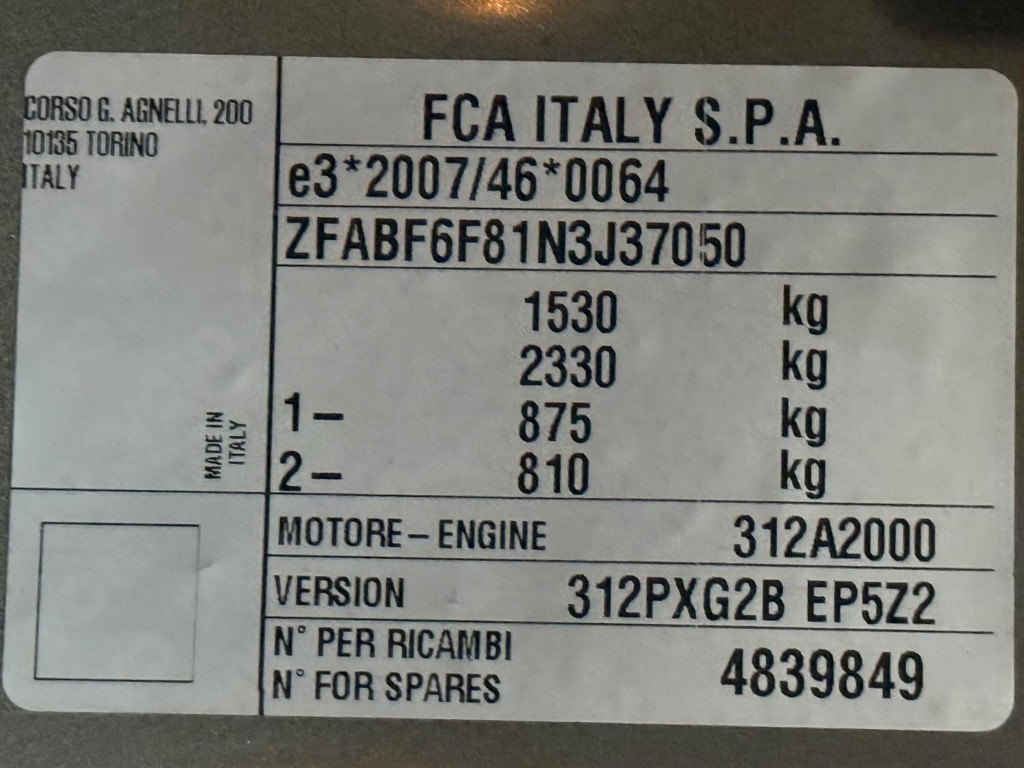 CORSO G. AGNELLI, 200
10135 TORINO
ITALY
MADE IN
ITALY
FCA ITALY S.P.A.
e3*2007/46*0064
ZFABF6F81N3J37050
1530 kg
2330 kg
1– 875 kg
2– 810 kg
MOTORE – ENGINE 312A2000
VERSION 312PXG2B EP5Z2
N° PER RICAMBI
N° FOR SPARES 4839849